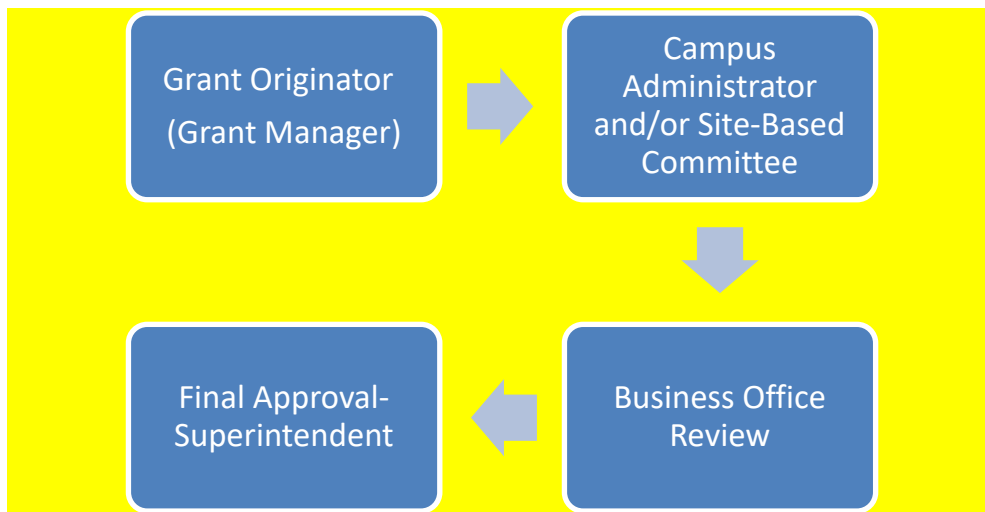 Grant Originator
(Grant Manager)
Campus
Administrator
and/or Site-Based
Committee
Business Office
Review
Final Approval-
Superintendent